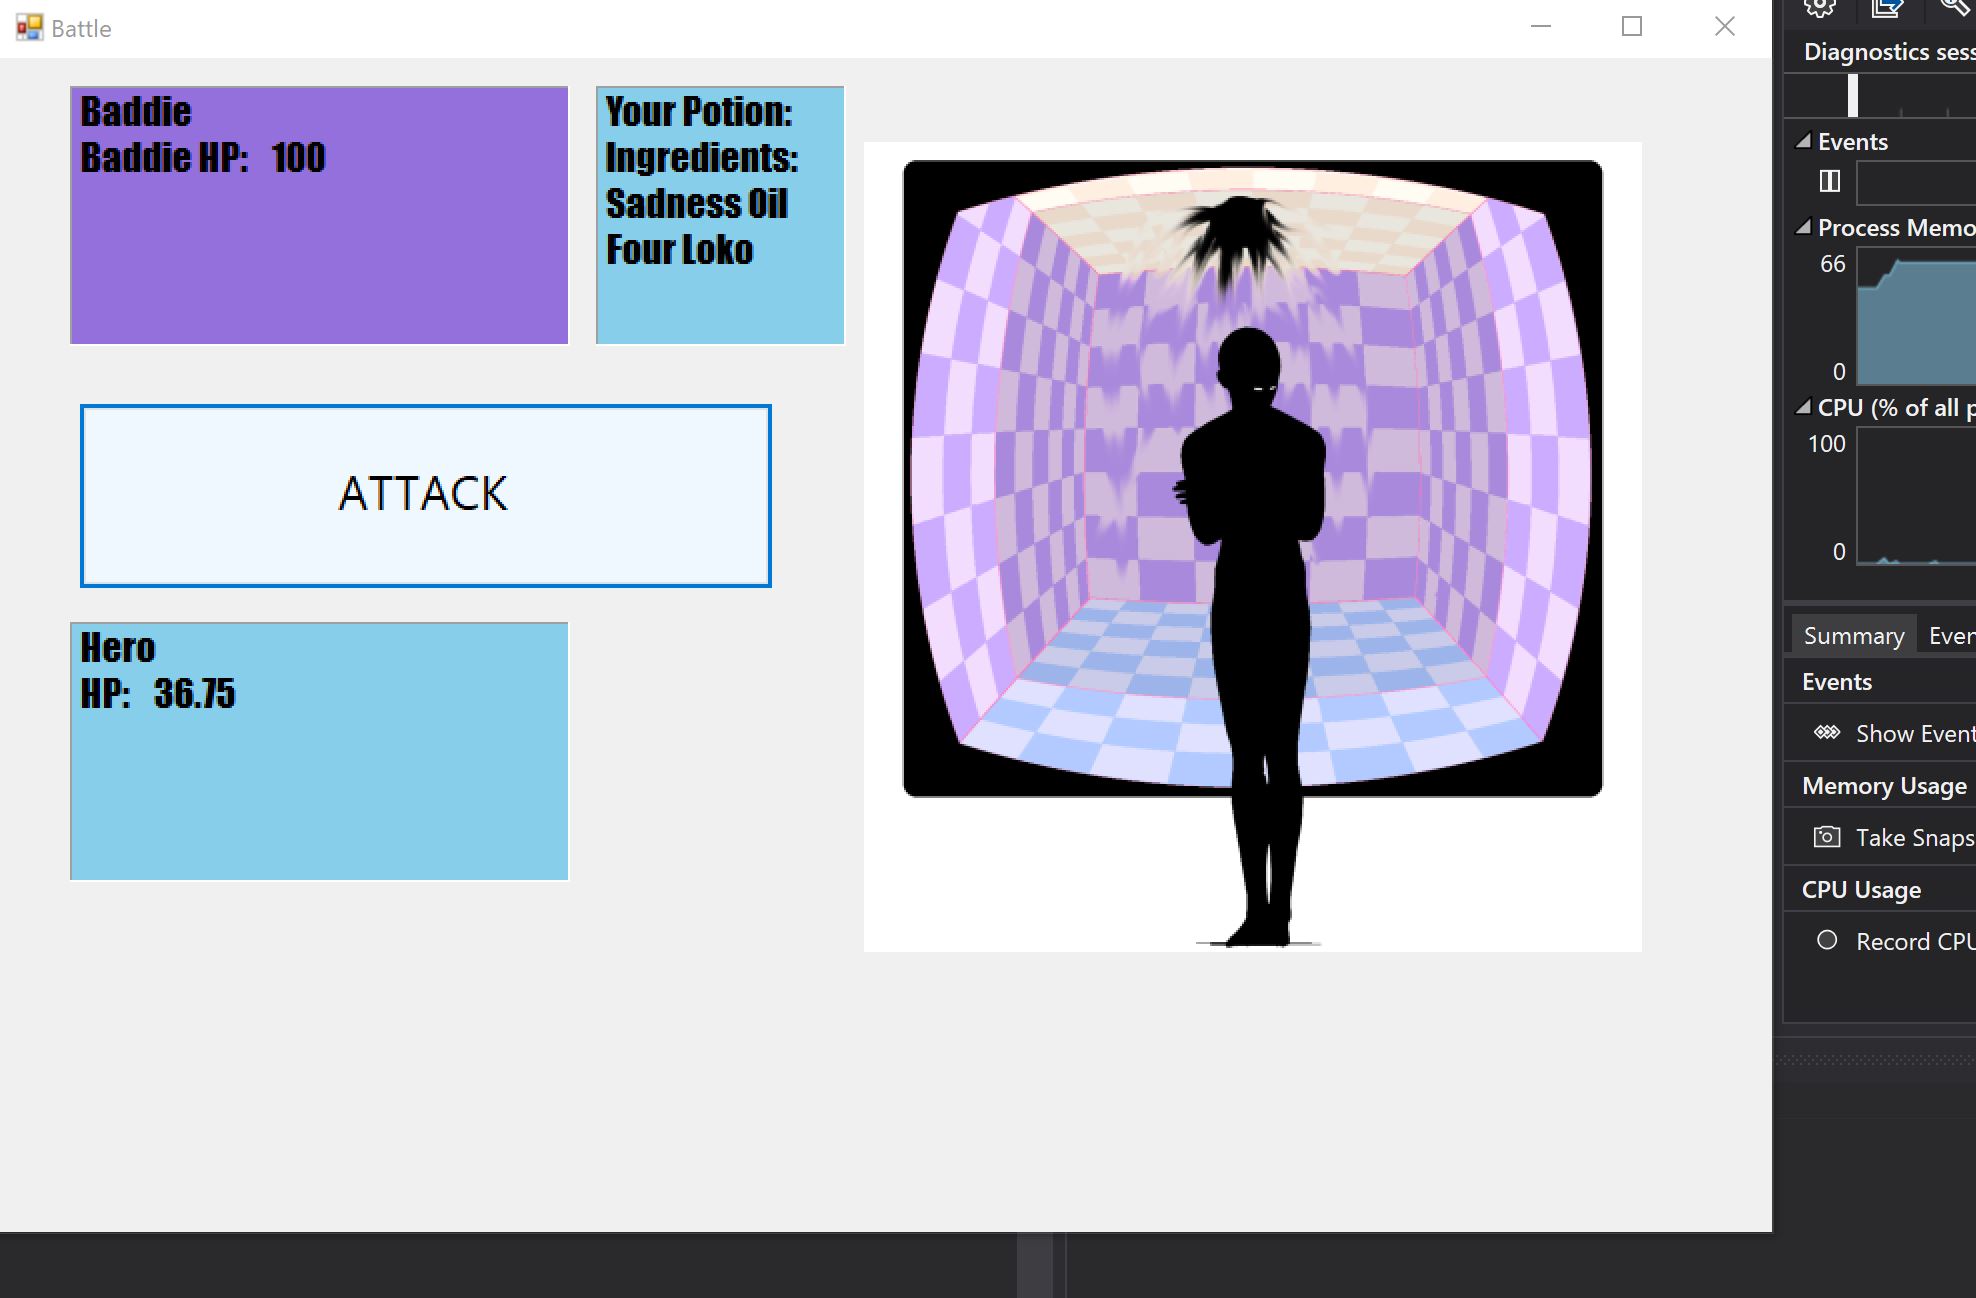 Battle
Baddie
Baddie HP: 100
Your Potion:
Ingredients:
Sadness Oil
Four Loko
ATTACK
Hero
HP: 36.75
Diagnostics sess
Events
Process Memo
66
0
CPU (% of all p
100
0
Summary Even
Events
Show Event
Memory Usage
Take Snaps
CPU Usage
Record CPU